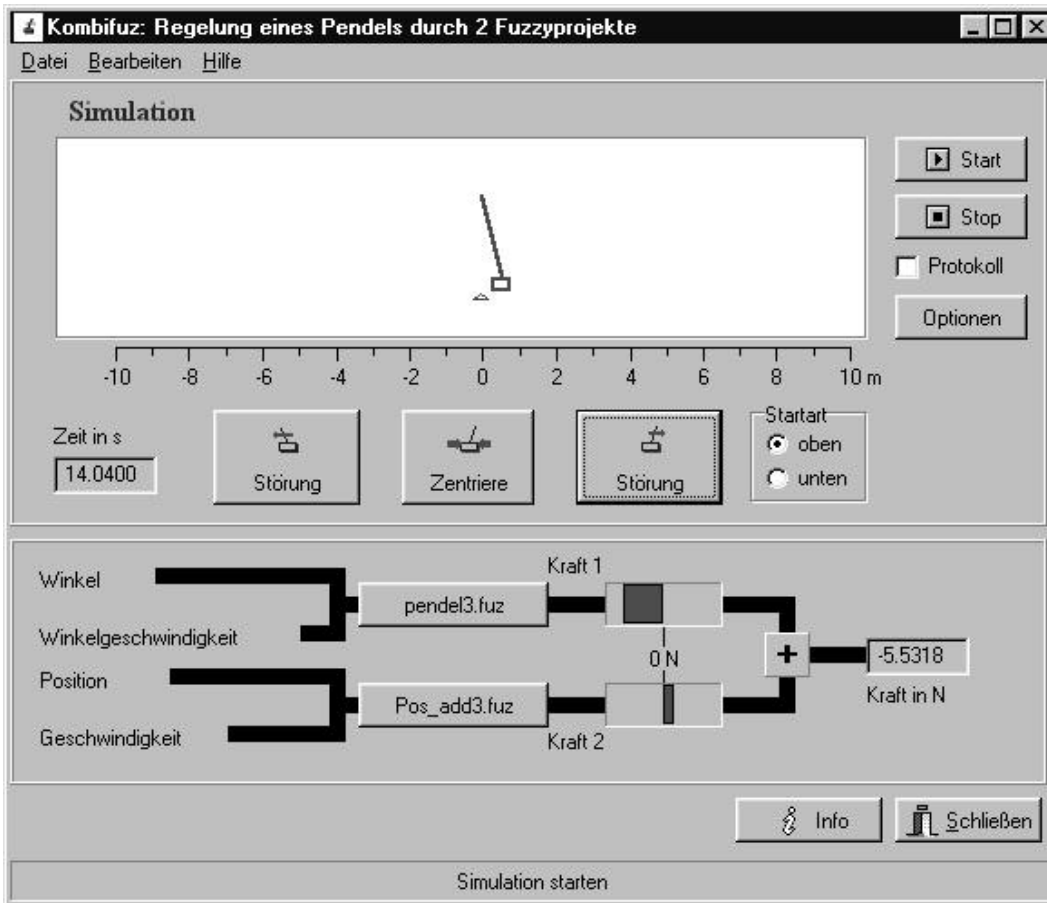 Kombifuz: Regelung eines Pendels durch 2 Fuzzyprojekte
Datei Bearbeiten Hilfe
Simulation
Start
Stop
Protokoll
Optionen
-10 -8 -6 -4 -2 0 2 4 6 8 10 m
Zeit in s
14.0400
Störung
Zentriere
Störung
Startart
oben
unten
Winkel
Winkelgeschwindigkeit
Position
Geschwindigkeit
pendel3.fuz
Pos_add3.fuz
Kraft 1
0 N
Kraft 2
+
-5.5318
Kraft in N
Info
Schließen
Simulation starten